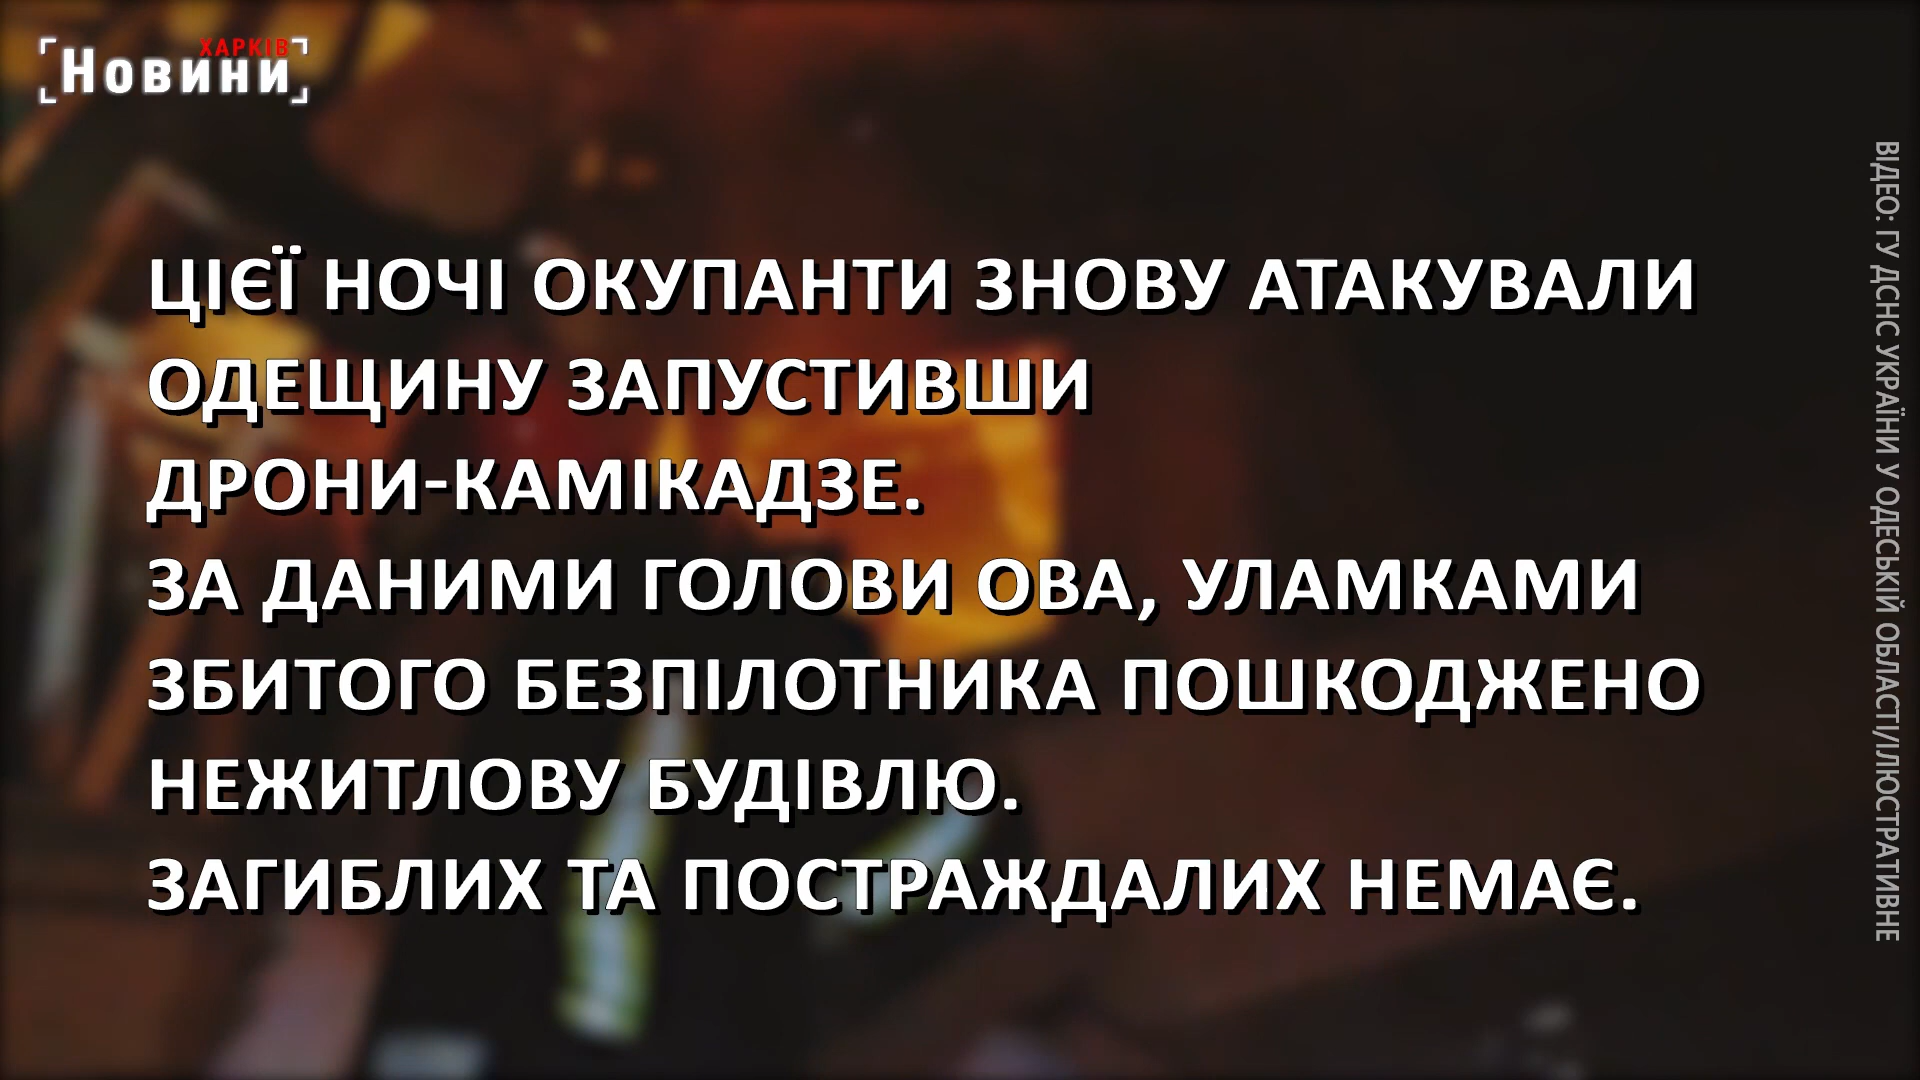 ХАРКІВ
Новини
ЦІЄЇ НОЧІ ОКУПАНТИ ЗНОВУ АТАКУВАЛИ
ОДЕЩИНУ ЗАПУСТИВШИ
ДРОНИ-КАМІКАДЗЕ.
ЗА ДАНИМИ ГОЛОВИ ОВА, УЛАМКАМИ
ЗБИТОГО БЕЗПІЛОТНИКА ПОШКОДЖЕНО
НЕЖИТЛОВУ БУДІВЛЮ.
ЗАГИБЛИХ ТА ПОСТРАЖДАЛИХ НЕМАЄ.
ВІДЕО: ГУ ДСНС УКРАЇНИ У ОДЕСЬКІЙ ОБЛАСТІ/ІЛЮСТРАТИВНЕ